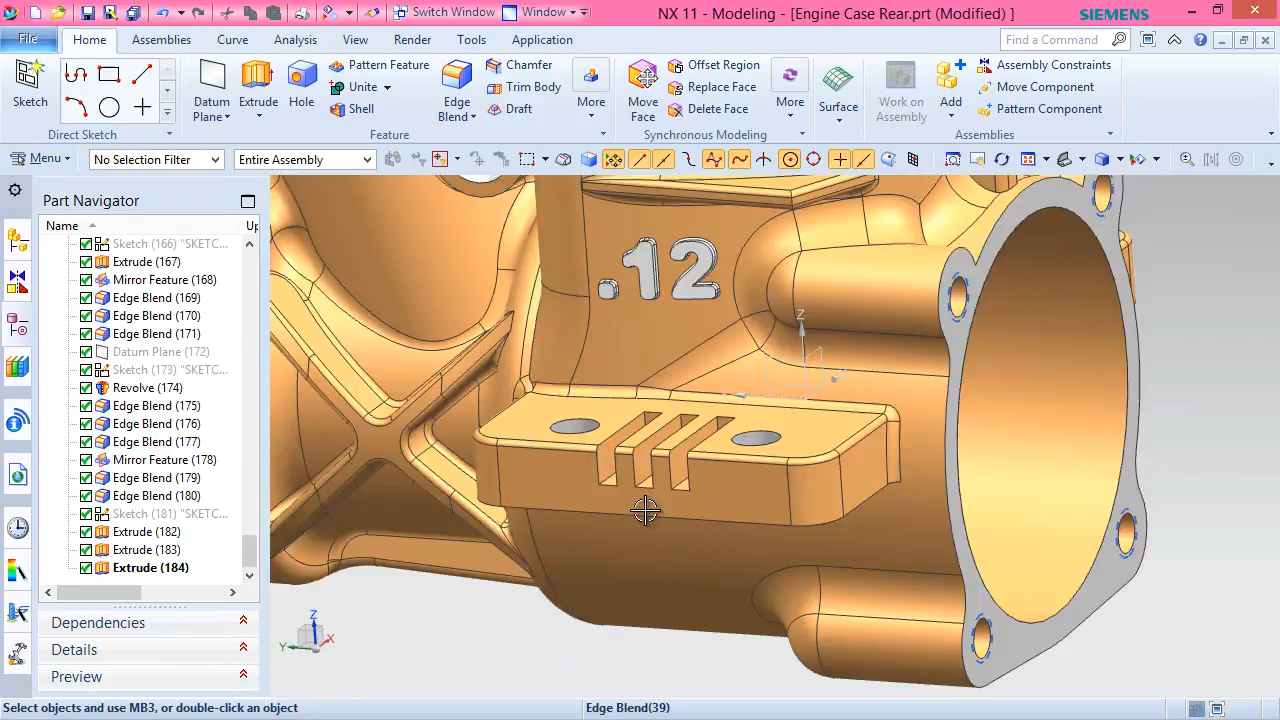 Switch Window Window NX 11 - Modeling - [Engine Case Rear.prt (Modified) ] SIEMENS
File Home Assemblies Curve Analysis View Render Tools Application Find a Command
Sketch
Direct Sketch
Datum Plane
Extrude
Hole
Pattern Feature
Unite
Shell
Edge Blend
Chamfer
Trim Body
Draft
More
Feature
Move Face
Offset Region
Replace Face
Delete Face
More
Synchronous Modeling
Surface
Work on Assembly
Add
Assembly Constraints
Move Component
Pattern Component
Assemblies
Menu No Selection Filter Entire Assembly
Part Navigator
Name Up
Sketch (166) "SKETC...
Extrude (167)
Mirror Feature (168)
Edge Blend (169)
Edge Blend (170)
Edge Blend (171)
Datum Plane (172)
Sketch (173) "SKETC...
Revolve (174)
Edge Blend (175)
Edge Blend (176)
Edge Blend (177)
Mirror Feature (178)
Edge Blend (179)
Edge Blend (180)
Sketch (181) "SKETC...
Extrude (182)
Extrude (183)
Extrude (184)
Dependencies
Details
Preview
.12
Z
Z
Y
X
Select objects and use MB3, or double-click an object Edge Blend(39)